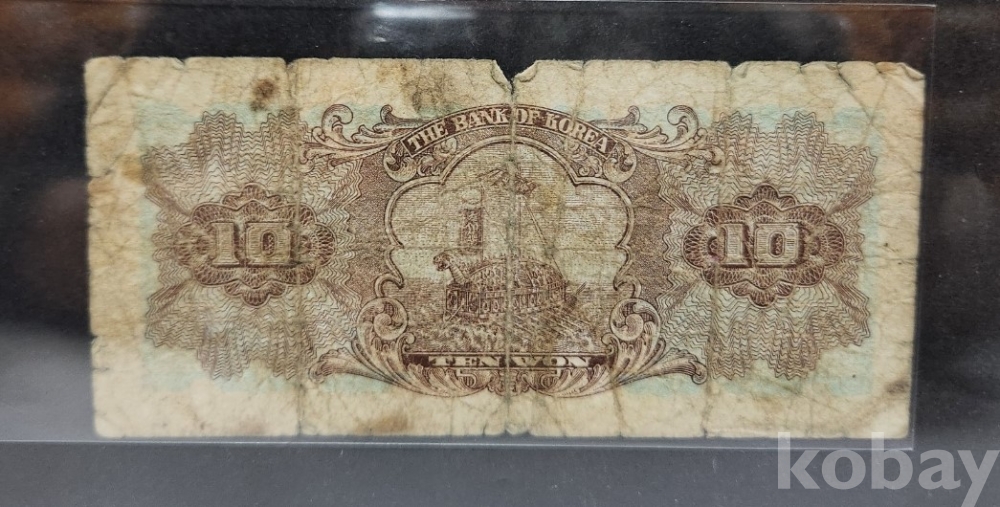 THE BANK OF KOREA
10 10
TEN WON
kobay